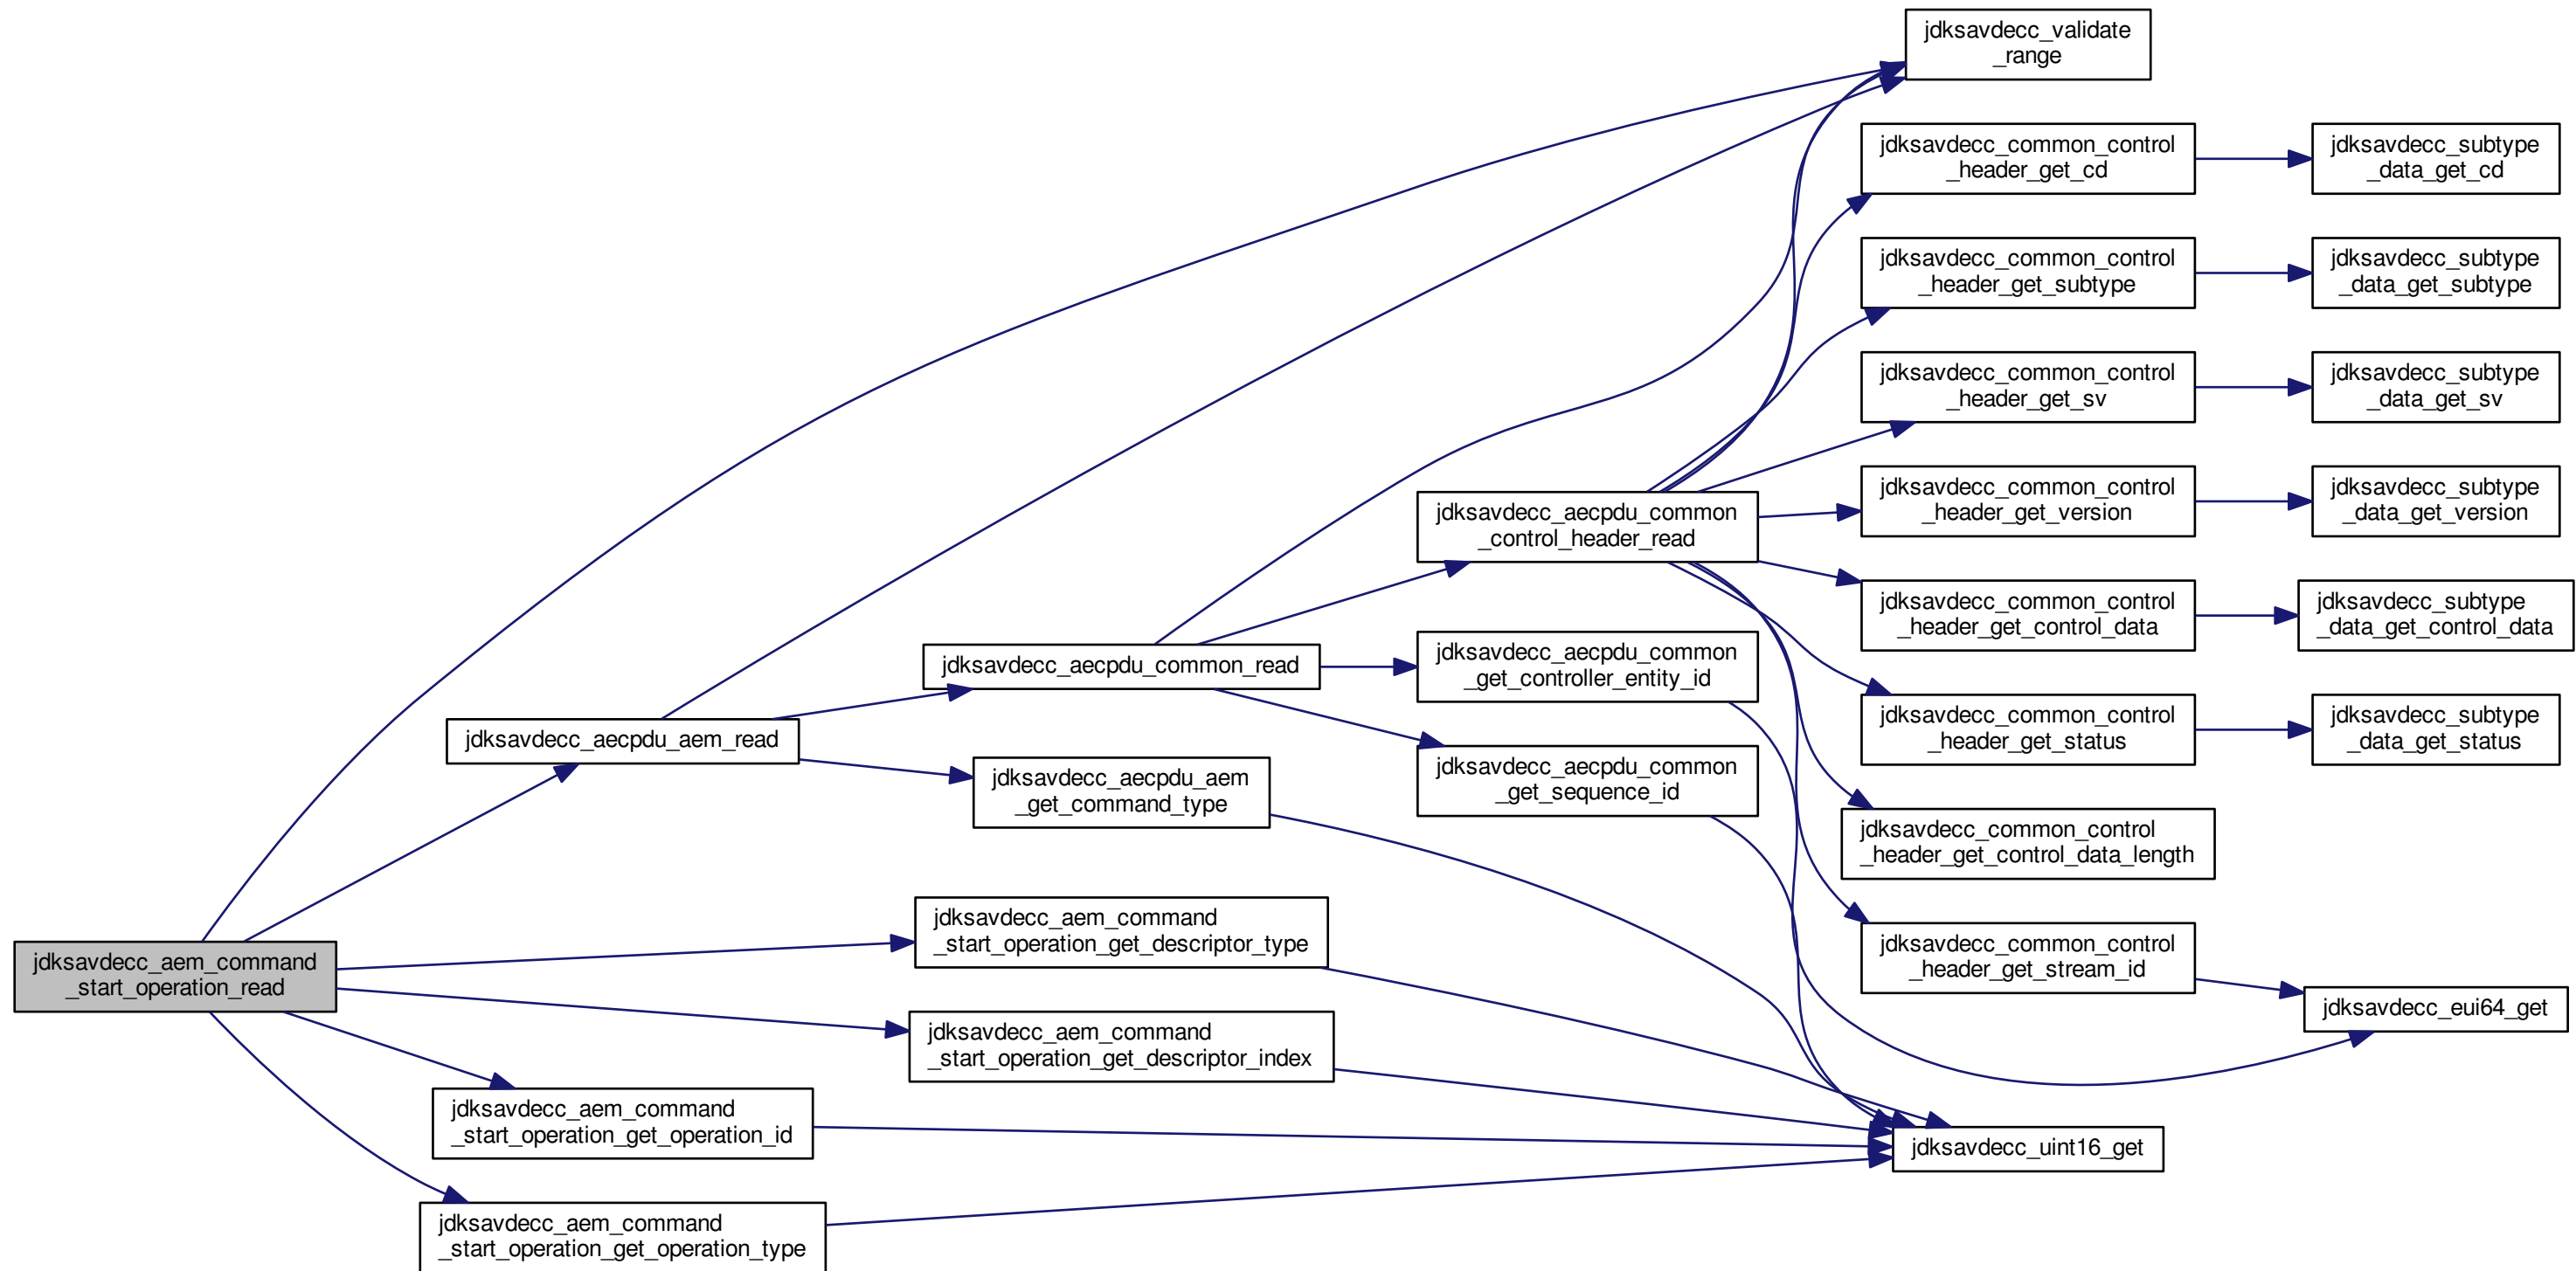 jdksavdecc_validate
_range
jdksavdecc_common_control
_header_get_cd
jdksavdecc_subtype
_data_get_cd
jdksavdecc_common_control
_header_get_subtype
jdksavdecc_subtype
_data_get_subtype
jdksavdecc_common_control
_header_get_sv
jdksavdecc_subtype
_data_get_sv
jdksavdecc_aecpdu_common
_control_header_read
jdksavdecc_common_control
_header_get_version
jdksavdecc_subtype
_data_get_version
jdksavdecc_common_control
_header_get_control_data
jdksavdecc_subtype
_data_get_control_data
jdksavdecc_aecpdu_common_read
jdksavdecc_aecpdu_common
_get_controller_entity_id
jdksavdecc_aecpdu_aem_read
jdksavdecc_common_control
_header_get_status
jdksavdecc_subtype
_data_get_status
jdksavdecc_aecpdu_aem
_get_command_type
jdksavdecc_aecpdu_common
_get_sequence_id
jdksavdecc_common_control
_header_get_control_data_length
jdksavdecc_aem_command
_start_operation_read
jdksavdecc_aem_command
_start_operation_get_descriptor_type
jdksavdecc_common_control
_header_get_stream_id
jdksavdecc_eui64_get
jdksavdecc_aem_command
_start_operation_get_descriptor_index
jdksavdecc_aem_command
_start_operation_get_operation_id
jdksavdecc_uint16_get
jdksavdecc_aem_command
_start_operation_get_operation_type